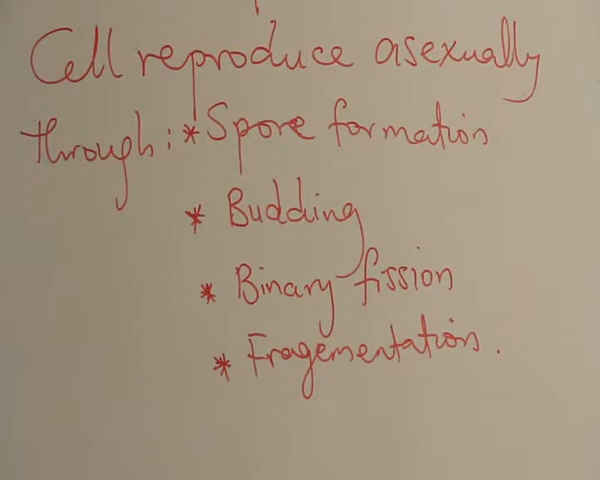 Cell reproduce asexually
through: * Spore formation
* Budding
* Binary fission
* Fragementation.